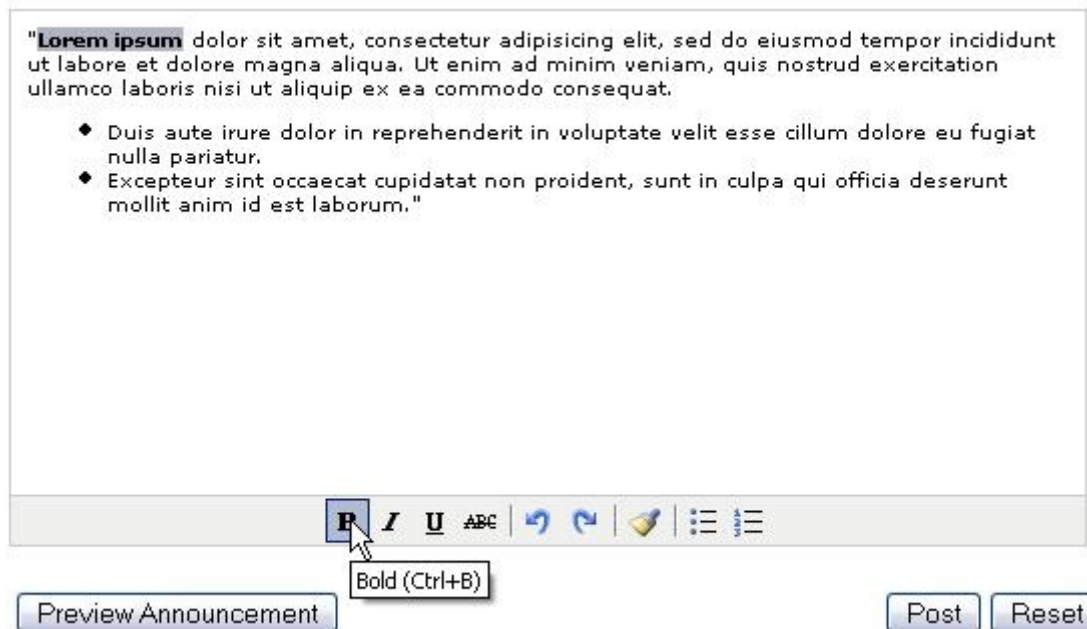 "Lorem ipsum dolor sit amet, consectetur adipisicing elit, sed do eiusmod tempor incididunt
ut labore et dolore magna aliqua. Ut enim ad minim veniam, quis nostrud exercitation
ullamco laboris nisi ut aliquip ex ea commodo consequat.
Duis aute irure dolor in reprehenderit in voluptate velit esse cillum dolore eu fugiat
nulla pariatur.
Excepteur sint occaecat cupidatat non proident, sunt in culpa qui officia deserunt
mollit anim id est laborum."
B I U ABC
Bold (Ctrl+B)
Preview Announcement Post Reset